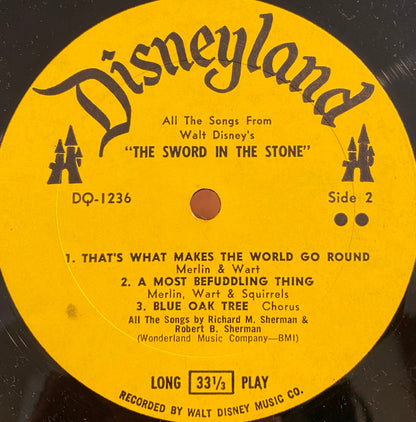 Disneyland
All The Songs From
Walt Disney's
"THE SWORD IN THE STONE"
DQ-1236
Side 2
1. THAT'S WHAT MAKES THE WORLD GO ROUND
Merlin & Wart
2. A MOST BEFUDDLING THING
Merlin, Wart & Squirrels
3. BLUE OAK TREE Chorus
All The Songs by Richard M. Sherman &
Robert B. Sherman
(Wonderland Music Company—BMI)
LONG 33⅓ PLAY
RECORDED BY WALT DISNEY MUSIC CO.